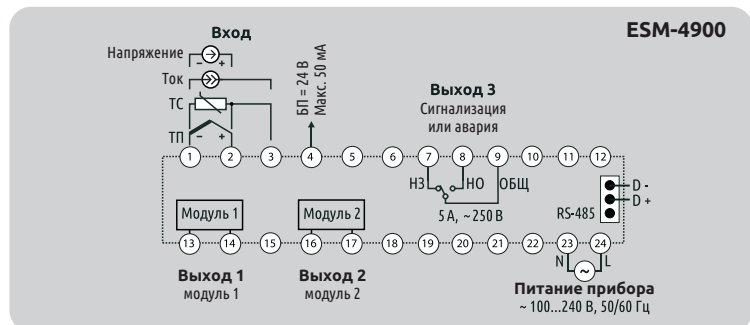 ESM-4900
Вход
Напряжение
– +
Ток
ТС
ТП – +
БП = 24 В
Макс. 50 мА
Выход 3
Сигнализация
или авария
1 2 3 4 5 6 7 8 9 10 11 12
НЗ НО ОБЩ
5 А, ~250 В
RS-485
D -
D +
Модуль 1
Модуль 2
13 14 15 16 17 18 19 20 21 22 23 24
N ~ L
Выход 1
модуль 1
Выход 2
модуль 2
Питание прибора
~ 100...240 В, 50/60 Гц